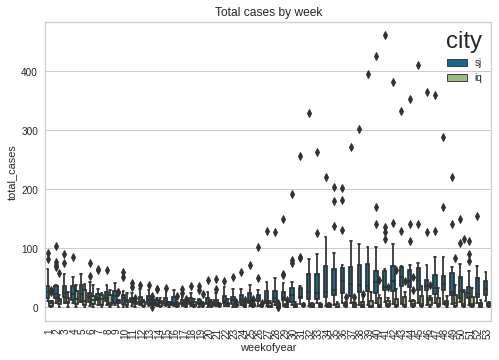 Total cases by week
city
sj
iq
400
300
200
100
0
total_cases
1 2 3 4 5 6 7 8 9 10 11 12 13 14 15 16 17 18 19 20 21 22 23 24 25 26 27 28 29 30 31 32 33 34 35 36 37 38 39 40 41 42 43 44 45 46 47 48 49 50 51 52 53
weekofyear